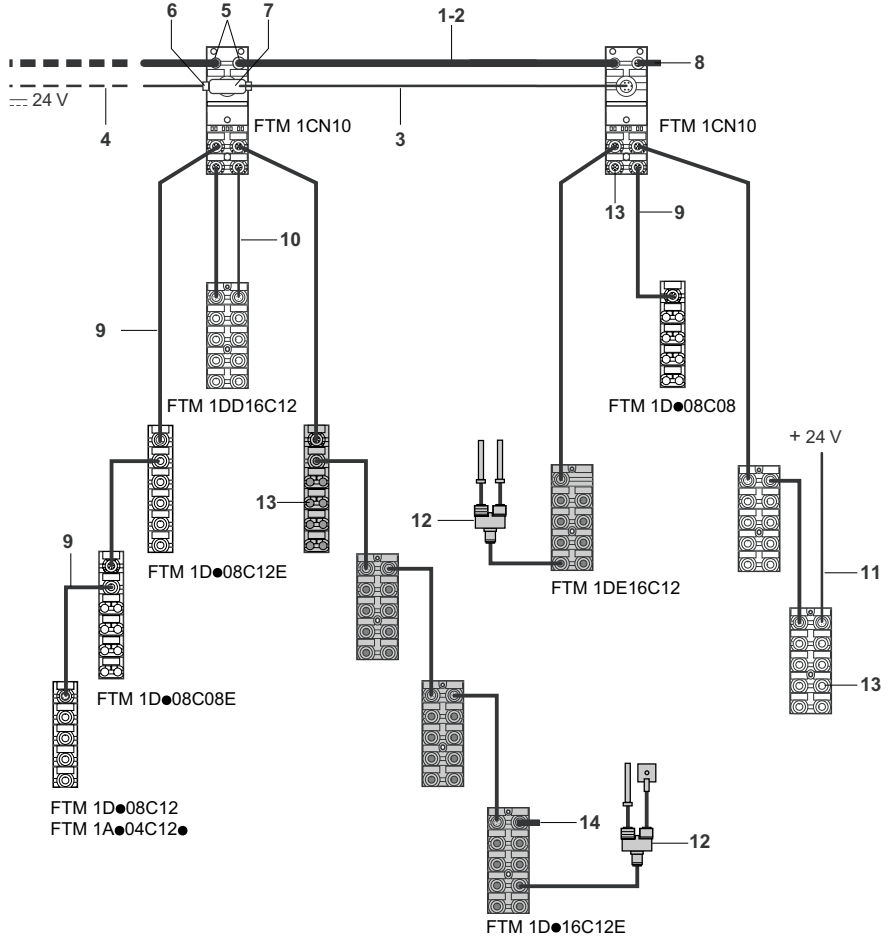 6 5 7 1-2
8
24 V
4 3
FTM 1CN10 FTM 1CN10
13 9
10
9
FTM 1DD16C12 FTM 1D●08C08
+ 24 V
12 13
9
FTM 1D●08C12E FTM 1DE16C12 11
13
FTM 1D●08C08E
FTM 1D●08C12
FTM 1A●04C12●
14 12
FTM 1D●16C12E